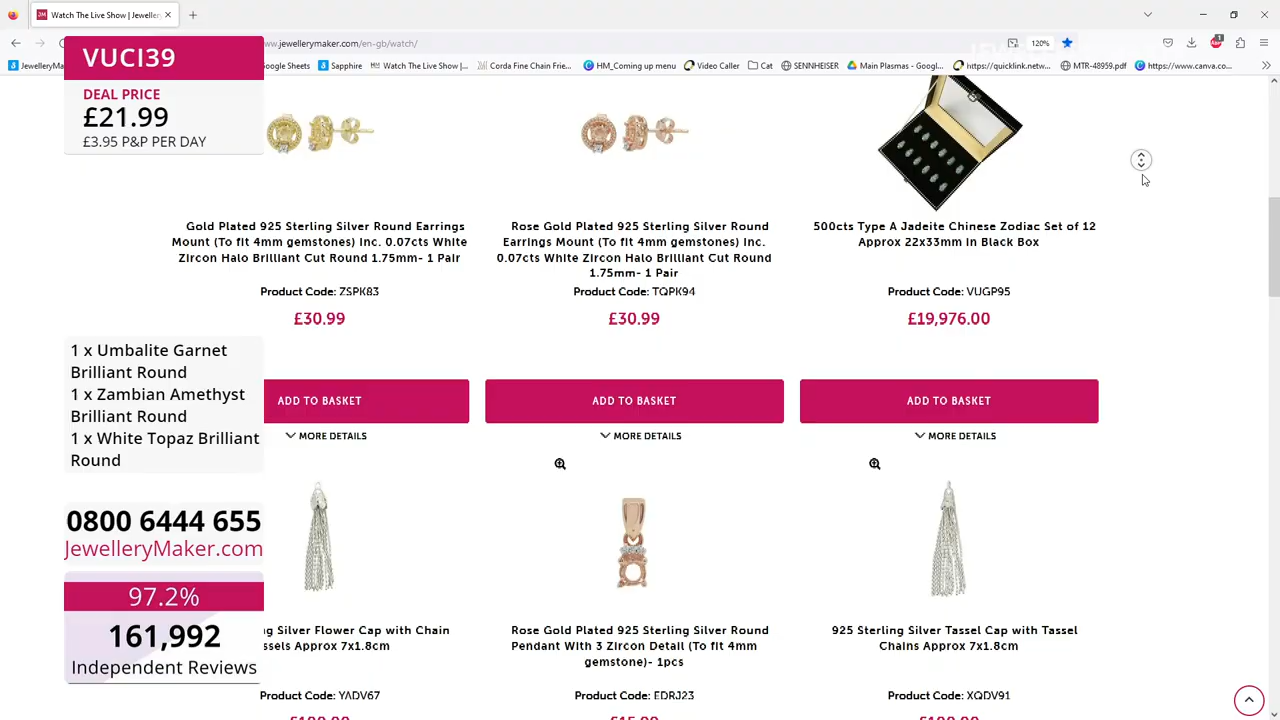 Watch The Live Show | Jeweller
VUCI39
DEAL PRICE
£21.99
£3.95 P&P PER DAY
ww.jewellerymaker.com/en-gb/watch/
120%
JewelleryM
ogle Sheets
Sapphire
Watch The Live Show |...
Corda Fine Chain Frie...
HM_Coming up menu
Video Caller
Cat
SENNHEISER
Main Plasmas - Googl...
https://quicklink.netw...
MTR-48959.pdf
https://www.canva.co...
Gold Plated 925 Sterling Silver Round Earrings
Mount (To fit 4mm gemstones) Inc. 0.07cts White
Zircon Halo Brilliant Cut Round 1.75mm- 1 Pair
Product Code: ZSPK83
£30.99
ADD TO BASKET
MORE DETAILS
Rose Gold Plated 925 Sterling Silver Round
Earrings Mount (To fit 4mm gemstones) Inc.
0.07cts White Zircon Halo Brilliant Cut Round
1.75mm- 1 Pair
Product Code: TQPK94
£30.99
ADD TO BASKET
MORE DETAILS
500cts Type A Jadeite Chinese Zodiac Set of 12
Approx 22x33mm in Black Box
Product Code: VUGP95
£19,976.00
ADD TO BASKET
MORE DETAILS
1 x Umbalite Garnet
Brilliant Round
1 x Zambian Amethyst
Brilliant Round
1 x White Topaz Brilliant
Round
0800 6444 655
JewelleryMaker.com
97.2%
161,992
Independent Reviews
g Silver Flower Cap with Chain
ssels Approx 7x1.8cm
Product Code: YADV67
Rose Gold Plated 925 Sterling Silver Round
Pendant With 3 Zircon Detail (To fit 4mm
gemstone)- 1pcs
Product Code: EDRJ23
£15.99
925 Sterling Silver Tassel Cap with Tassel
Chains Approx 7x1.8cm
Product Code: XQDV91